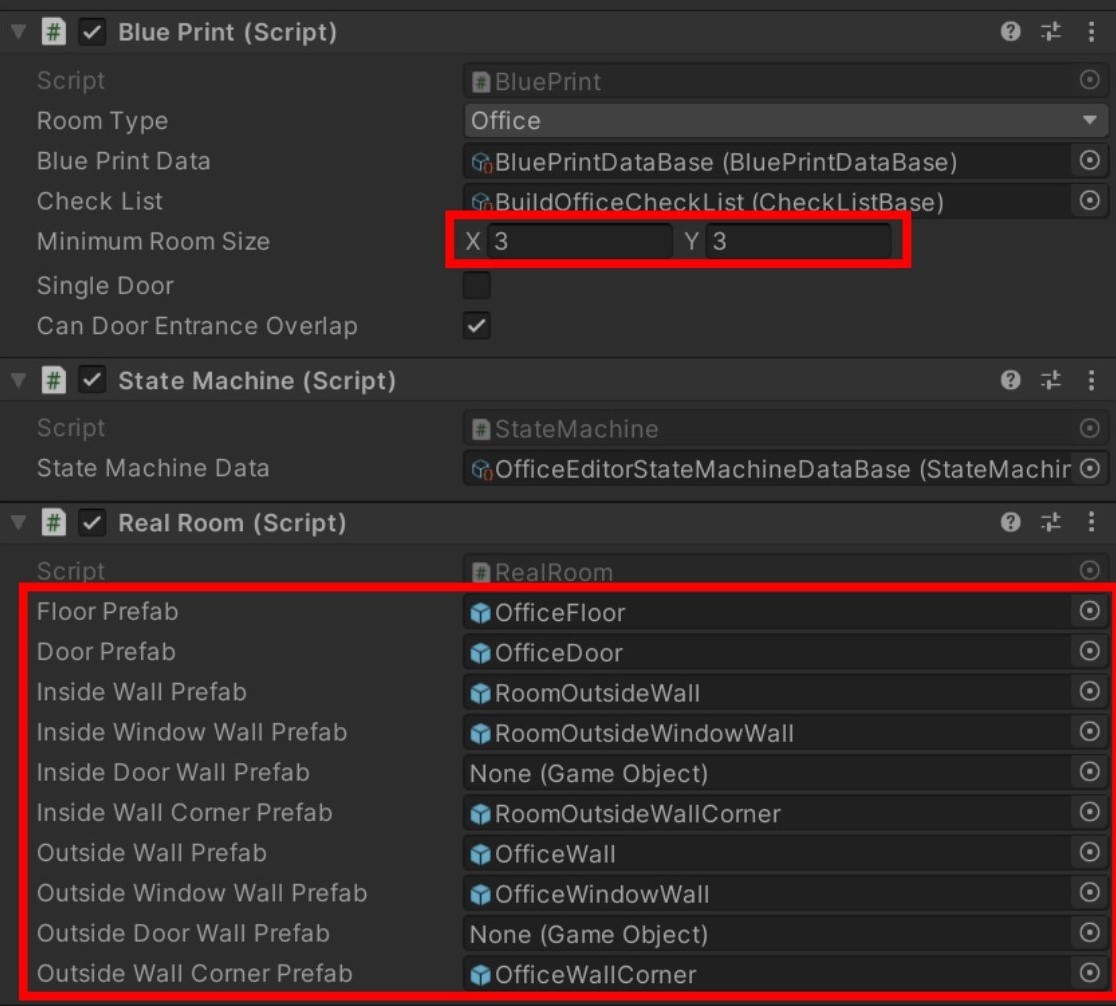 Blue Print (Script)
Script BluePrint
Room Type Office
Blue Print Data BluePrintDataBase (BluePrintDataBase)
Check List BuildOfficeCheckList (CheckListBase)
Minimum Room Size X 3 Y 3
Single Door
Can Door Entrance Overlap
State Machine (Script)
Script StateMachine
State Machine Data OfficeEditorStateMachineDataBase (StateMachin
Real Room (Script)
Script RealRoom
Floor Prefab OfficeFloor
Door Prefab OfficeDoor
Inside Wall Prefab RoomOutsideWall
Inside Window Wall Prefab RoomOutsideWindowWall
Inside Door Wall Prefab None (Game Object)
Inside Wall Corner Prefab RoomOutsideWallCorner
Outside Wall Prefab OfficeWall
Outside Window Wall Prefab OfficeWindowWall
Outside Door Wall Prefab None (Game Object)
Outside Wall Corner Prefab OfficeWallCorner